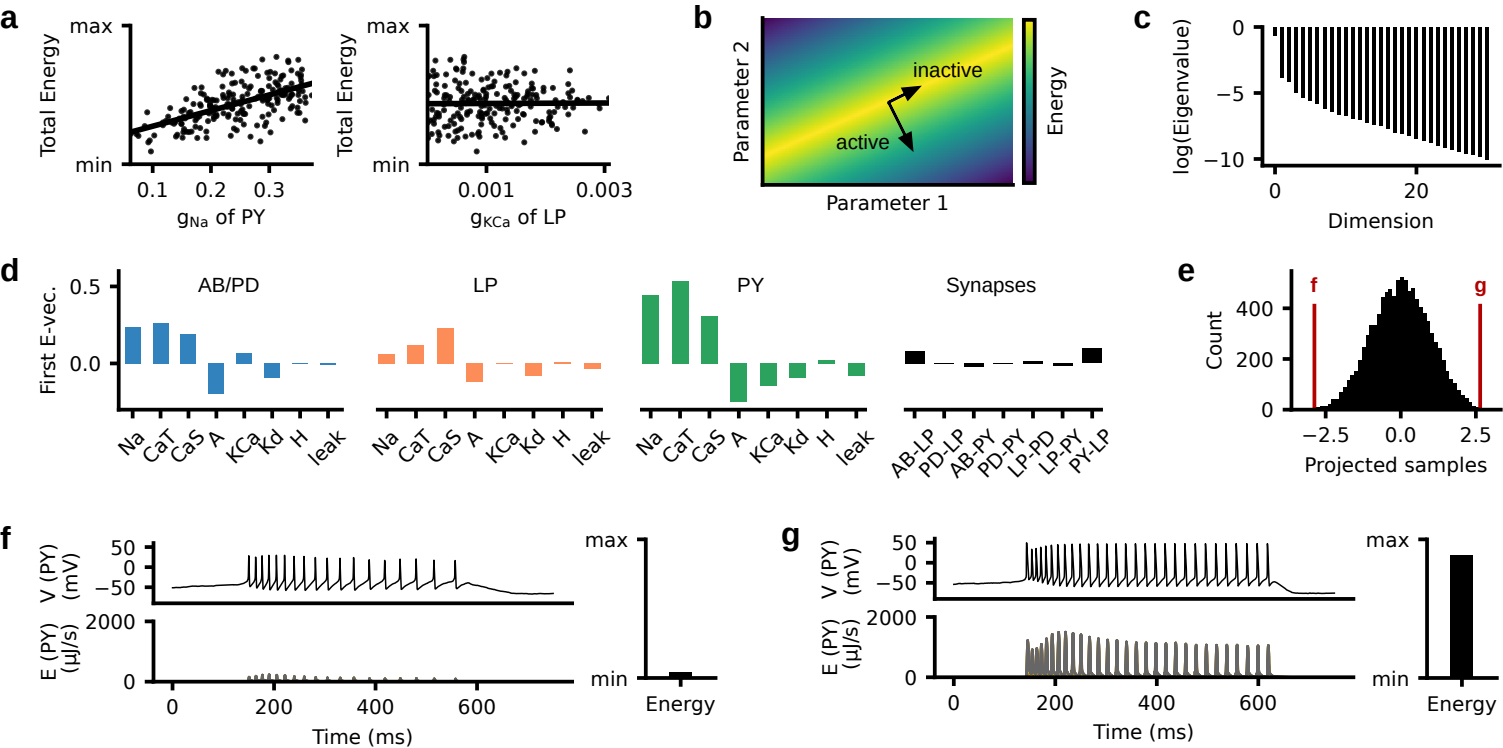 a
max
Total Energy
min
0.1
0.2
0.3
gNa of PY
max
Total Energy
min
0.001
0.003
gKCa of LP
b
Parameter 2
inactive
active
Parameter 1
Energy
c
log(Eigenvalue)
0
−5
−10
0
20
Dimension
d
First E-vec.
0.5
0.0
AB/PD
Na
CaT
CaS
A
KCa
Kd
H
leak
LP
Na
CaT
CaS
A
KCa
Kd
H
leak
PY
Na
CaT
CaS
A
KCa
Kd
H
leak
Synapses
AB-LP
PD-LP
AB-PY
PD-PY
LP-PD
LP-PY
PY-LP
e
f
g
Count
400
200
0
−2.5
0.0
2.5
Projected samples
f
V (PY)
(mV)
50
0
−50
E (PY)
(μJ/s)
2000
0
0
200
400
600
Time (ms)
max
min
Energy
g
V (PY)
(mV)
50
0
−50
E (PY)
(μJ/s)
2000
0
0
200
400
600
Time (ms)
max
min
Energy